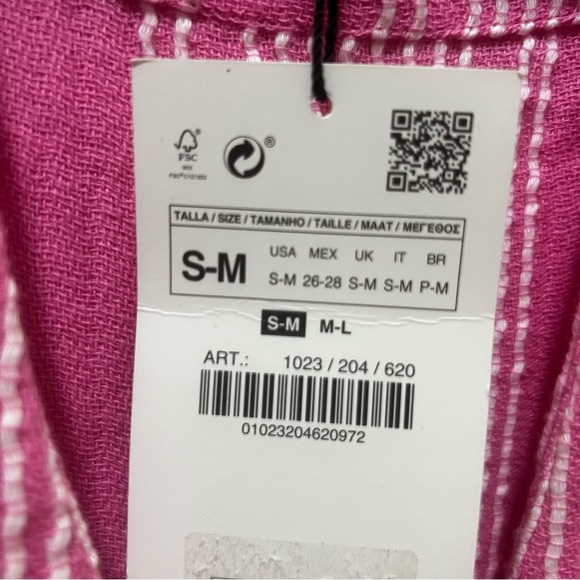 FSC
®
TALLA / SIZE / TAMANHO / TAILLE / MAAT / ΜΕΓΕΘΟΣ
S-M
USA MEX UK IT BR
S-M 26-28 S-M S-M P-M
S-M M-L
ART.: 1023 / 204 / 620
01023204620972